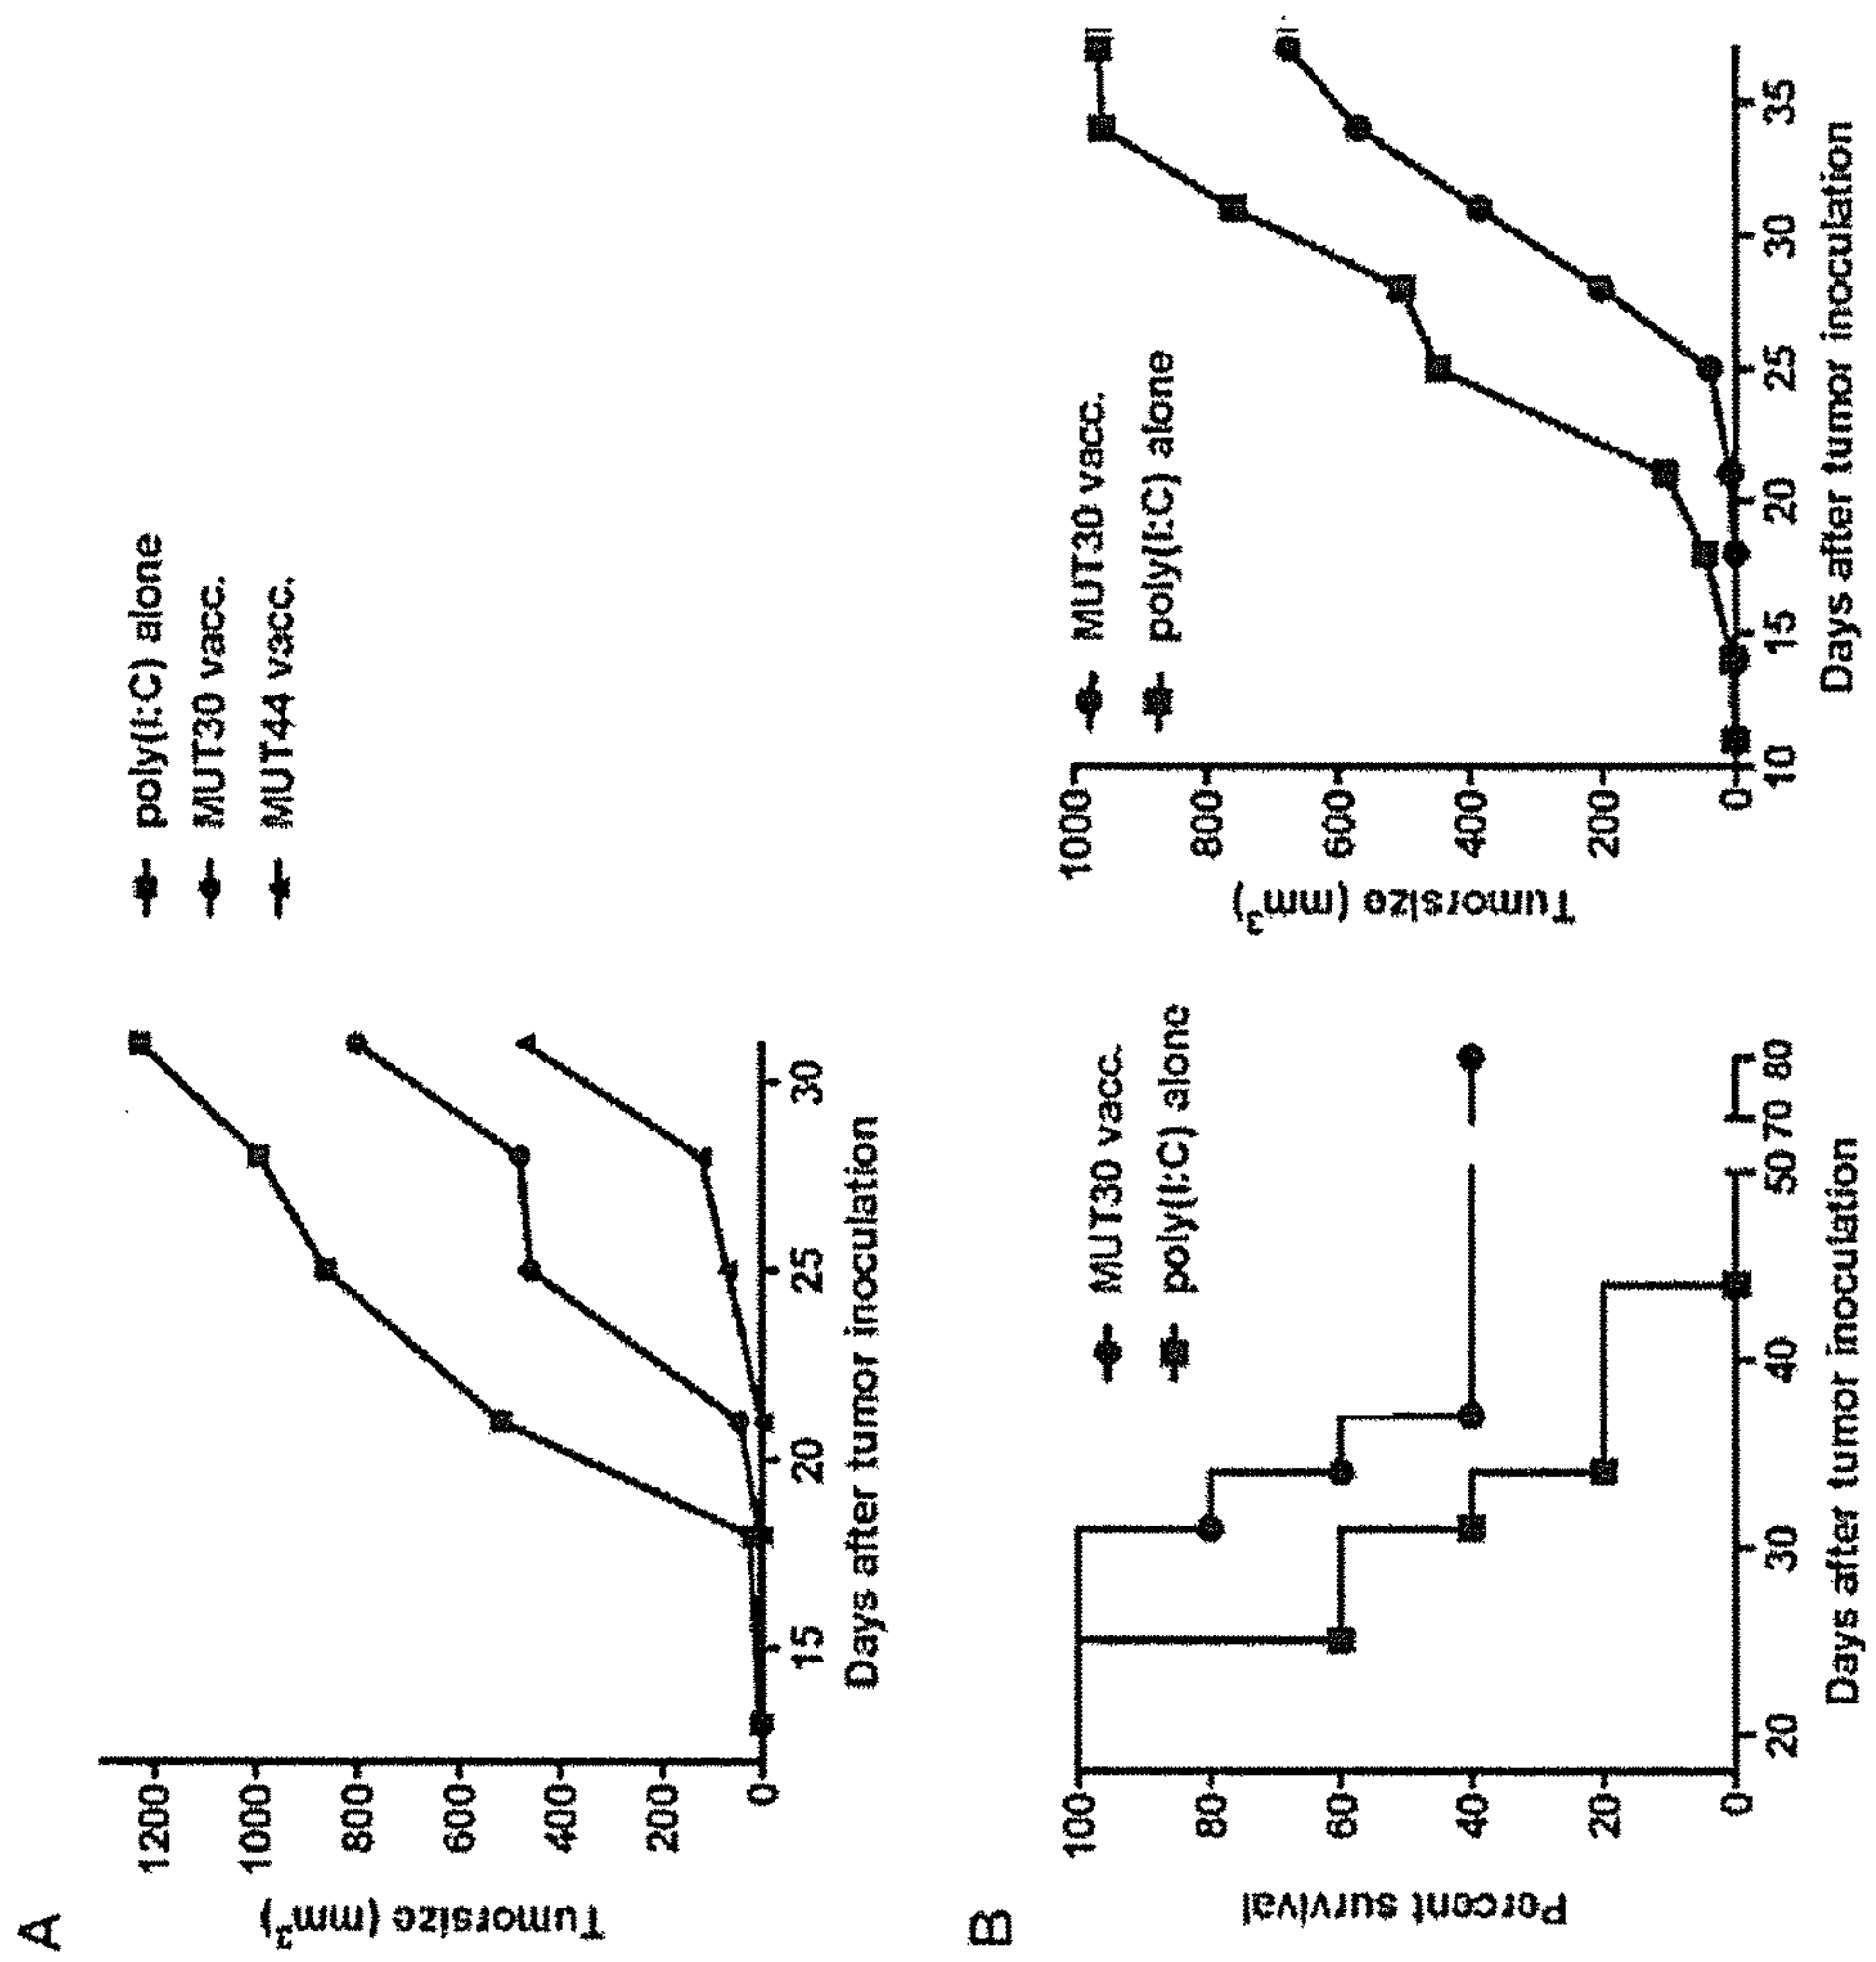 A
Tumorsize (mm3)
1200
1000
800
600
400
200
0
15
20
25
30
Days after tumor inoculation
poly(I:C) alone
MUT30 vacc.
MUT44 vacc.
B
Percent survival
100
80
60
40
20
0
20
30
40
50
70
80
Days after tumor inoculation
MUT30 vacc.
poly(I:C) alone
Tumorsize (mm3)
1000
800
600
400
200
0
10
15
20
25
30
35
Days after tumor inoculation
MUT30 vacc.
poly(I:C) alone